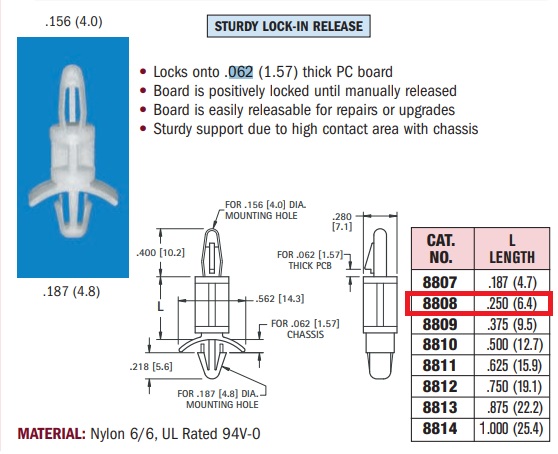 .156 (4.0)
STURDY LOCK-IN RELEASE
• Locks onto .062 (1.57) thick PC board
• Board is positively locked until manually released
• Board is easily releasable for repairs or upgrades
• Sturdy support due to high contact area with chassis
.187 (4.8)
FOR .156 [4.0] DIA.
MOUNTING HOLE
.280
[7.1]
.400 [10.2]
FOR .062 [1.57]
THICK PCB
L
.562 [14.3]
FOR .062 [1.57]
CHASSIS
.218 [5.6]
FOR .187 [4.8] DIA.
MOUNTING HOLE
CAT. NO. L LENGTH
8807 .187 (4.7)
8808 .250 (6.4)
8809 .375 (9.5)
8810 .500 (12.7)
8811 .625 (15.9)
8812 .750 (19.1)
8813 .875 (22.2)
8814 1.000 (25.4)
MATERIAL: Nylon 6/6, UL Rated 94V-0